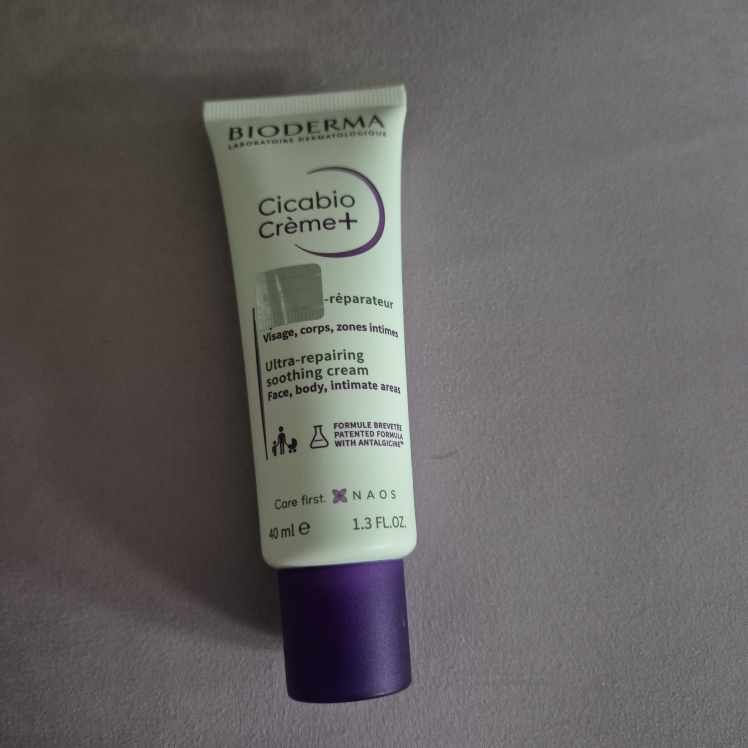 BIODERMA
LABORATOIRE DERMATOLOGIQUE
Cicabio
Crème+
-réparateur
Visage, corps, zones intimes
Ultra-repairing
soothing cream
Face, body, intimate areas
FORMULE BREVETÉE
PATENTED FORMULA
WITH ANTALGICINE™
Care first. NAOS
40 ml ℮ 1.3 FL.OZ.